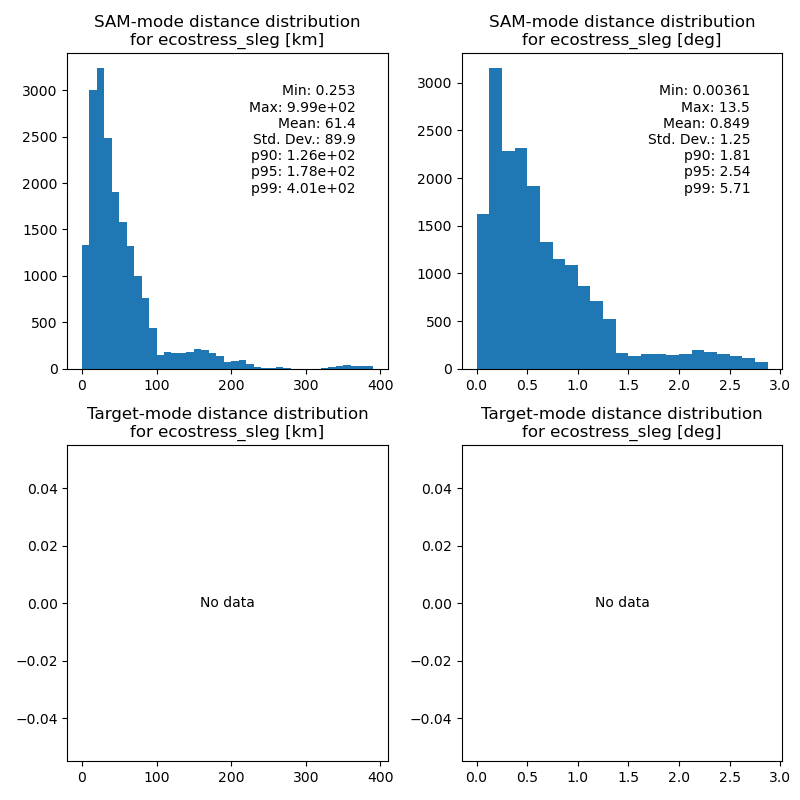 SAM-mode distance distribution
for ecostress_sleg [km]
3000
2500
2000
1500
1000
500
0
Min: 0.253
Max: 9.99e+02
Mean: 61.4
Std. Dev.: 89.9
p90: 1.26e+02
p95: 1.78e+02
p99: 4.01e+02
0 100 200 300 400
SAM-mode distance distribution
for ecostress_sleg [deg]
3000
2500
2000
1500
1000
500
0
Min: 0.00361
Max: 13.5
Mean: 0.849
Std. Dev.: 1.25
p90: 1.81
p95: 2.54
p99: 5.71
0.0 0.5 1.0 1.5 2.0 2.5 3.0
Target-mode distance distribution
for ecostress_sleg [km]
0.04
0.02
0.00
−0.02
−0.04
No data
0 100 200 300 400
Target-mode distance distribution
for ecostress_sleg [deg]
0.04
0.02
0.00
−0.02
−0.04
No data
0.0 0.5 1.0 1.5 2.0 2.5 3.0